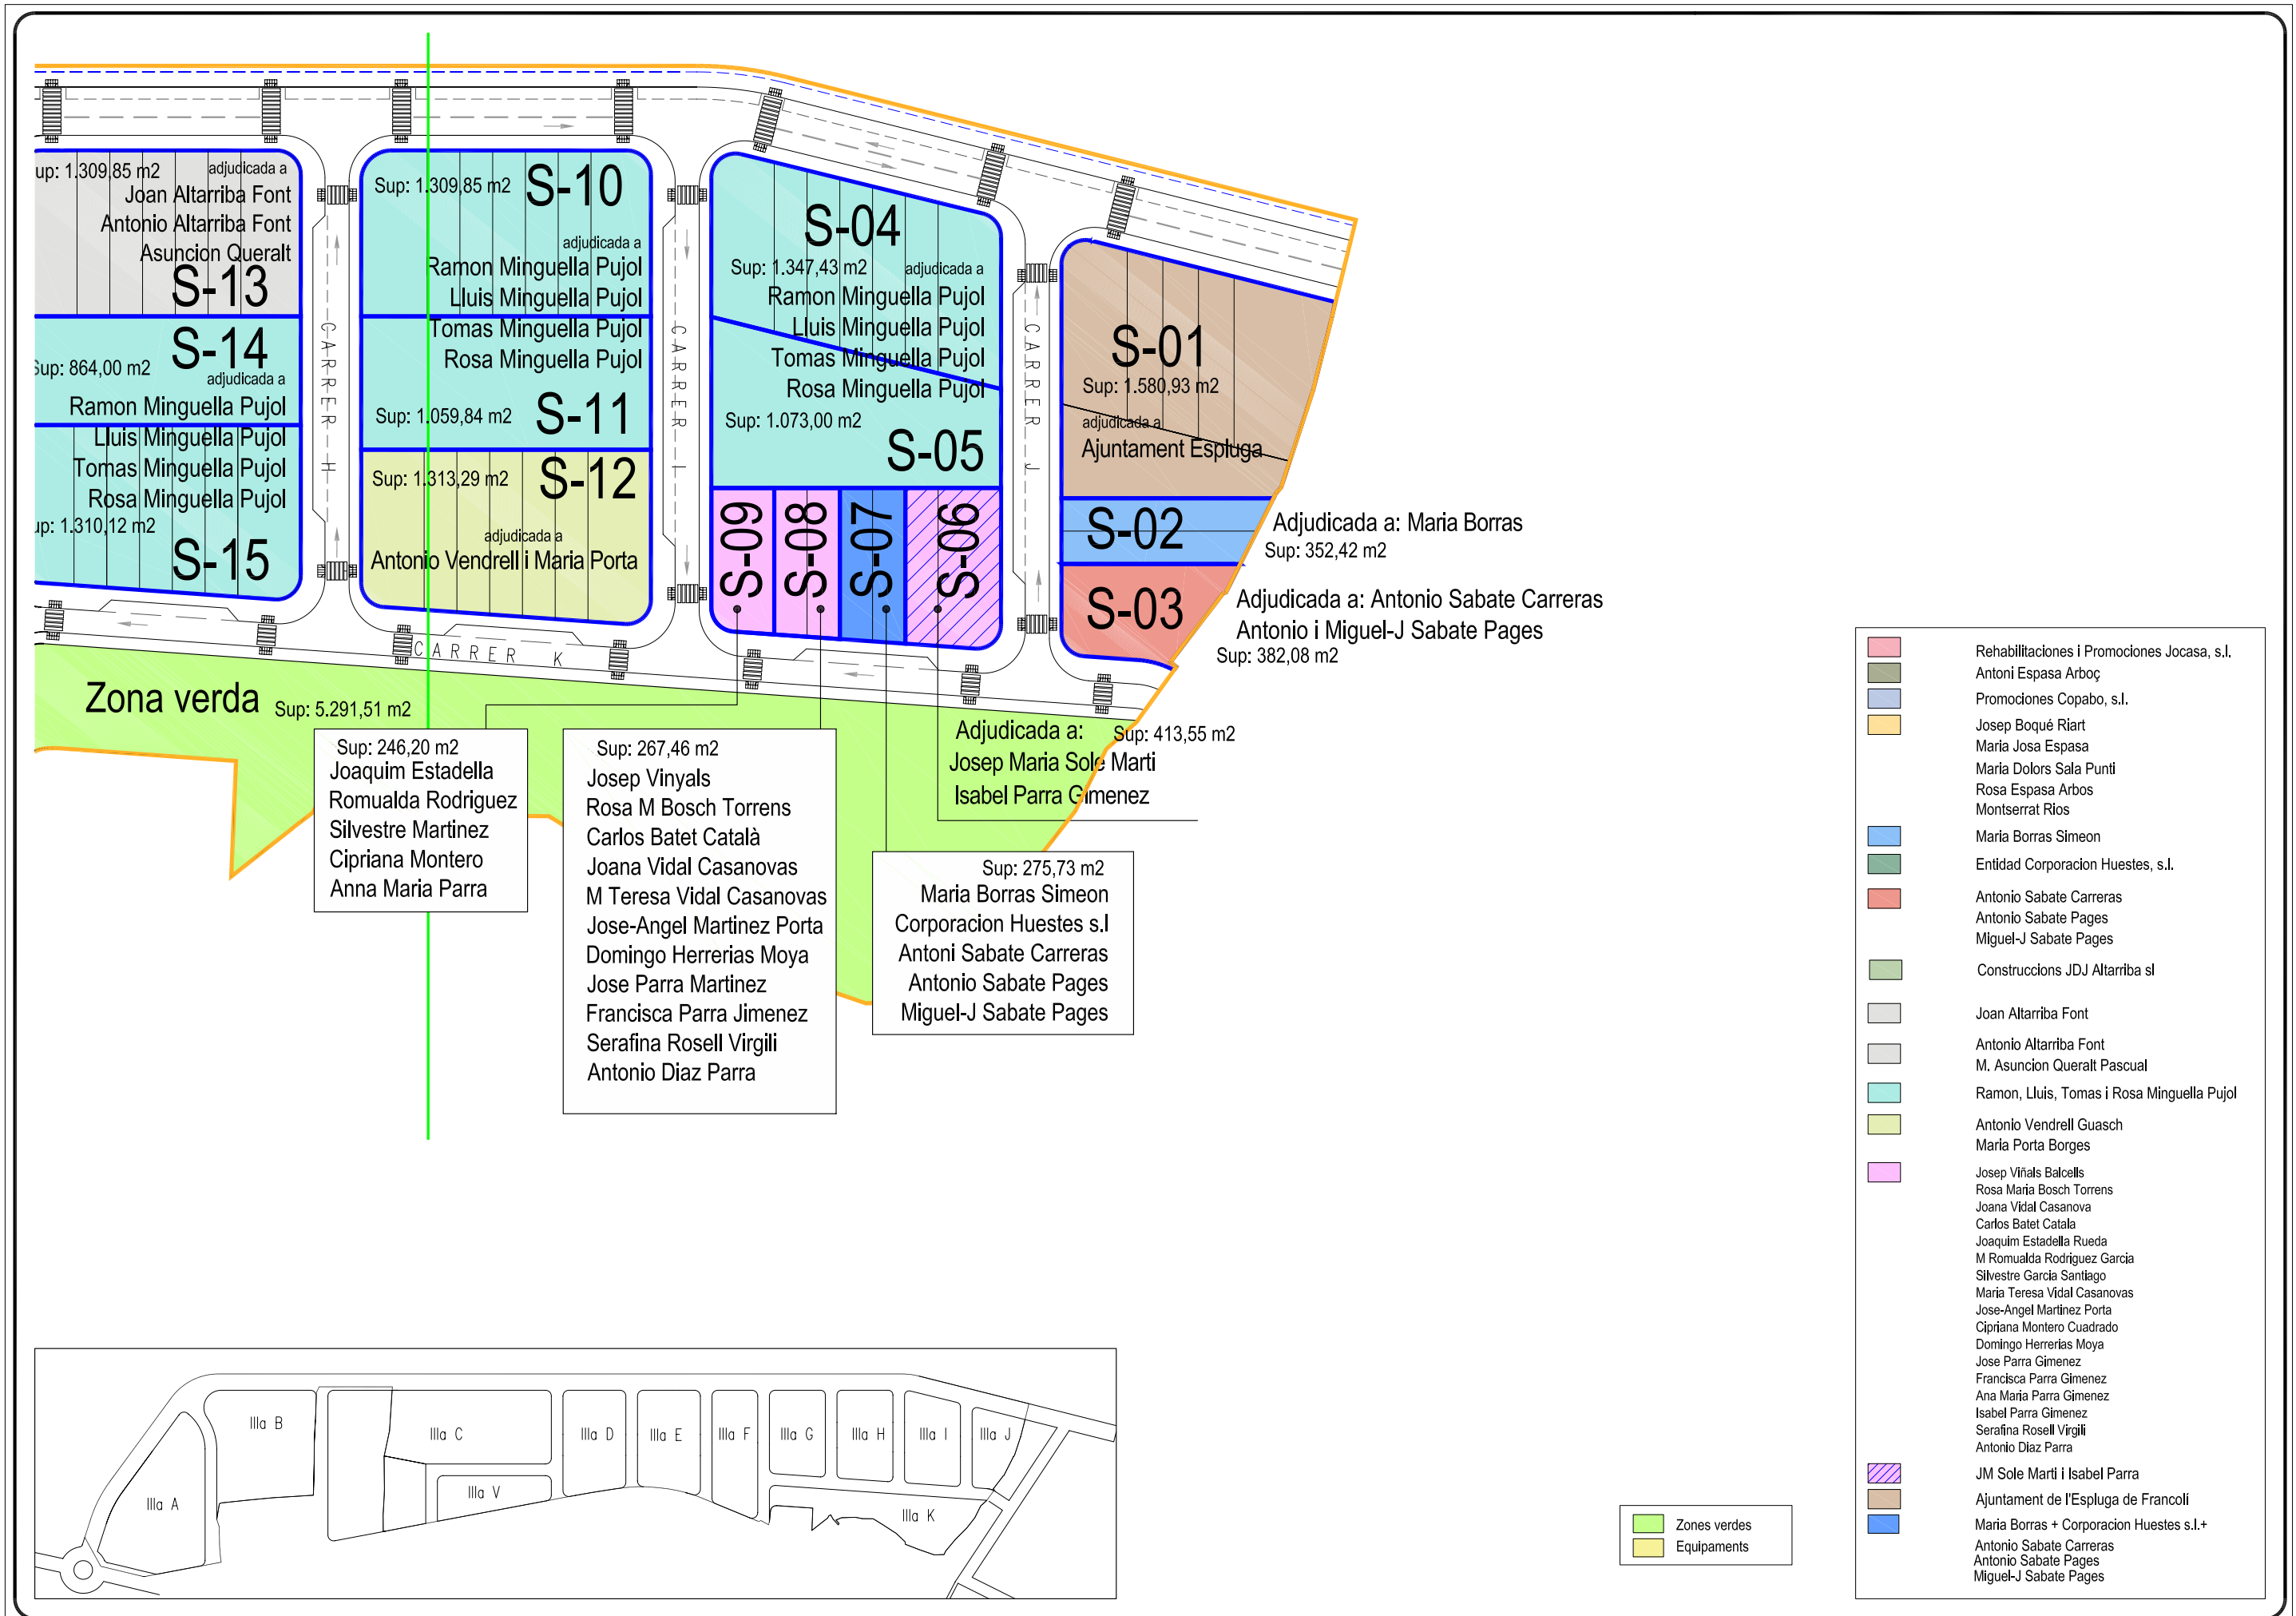 up: 1.309,85 m2
adjudicada a
Joan Altarriba Font
Antonio Altarriba Font
Asuncion Queralt
S-13
S-14
Sup: 864,00 m2
adjudicada a
Ramon Minguella Pujol
Lluis Minguella Pujol
Tomas Minguella Pujol
Rosa Minguella Pujol
up: 1.310,12 m2
S-15
CARRER H
Sup: 1.309,85 m2
S-10
adjudicada a
Ramon Minguella Pujol
Lluis Minguella Pujol
Tomas Minguella Pujol
Rosa Minguella Pujol
Sup: 1.059,84 m2
S-11
Sup: 1.313,29 m2
S-12
adjudicada a
Antonio Vendrell i Maria Porta
CARRER I
S-04
Sup: 1.347,43 m2
adjudicada a
Ramon Minguella Pujol
Lluis Minguella Pujol
Tomas Minguella Pujol
Rosa Minguella Pujol
Sup: 1.073,00 m2
S-05
S-09
S-08
S-07
S-06
CARRER J
S-01
Sup: 1.580,93 m2
adjudicada a
Ajuntament Espluga
S-02
Adjudicada a: Maria Borras
Sup: 352,42 m2
S-03
Adjudicada a: Antonio Sabate Carreras
Antonio i Miguel-J Sabate Pages
Sup: 382,08 m2
CARRER K
Zona verda
Sup: 5.291,51 m2
Sup: 246,20 m2
Joaquim Estadella
Romualda Rodriguez
Silvestre Martinez
Cipriana Montero
Anna Maria Parra
Sup: 267,46 m2
Josep Vinyals
Rosa M Bosch Torrens
Carlos Batet Català
Joana Vidal Casanovas
M Teresa Vidal Casanovas
Jose-Angel Martinez Porta
Domingo Herrerias Moya
Jose Parra Martinez
Francisca Parra Jimenez
Serafina Rosell Virgili
Antonio Diaz Parra
Adjudicada a:
Sup: 413,55 m2
Josep Maria Sole Marti
Isabel Parra Gimenez
Sup: 275,73 m2
Maria Borras Simeon
Corporacion Huestes s.l
Antoni Sabate Carreras
Antonio Sabate Pages
Miguel-J Sabate Pages
Rehabilitaciones i Promociones Jocasa, s.l.
Antoni Espasa Arboç
Promociones Copabo, s.l.
Josep Boqué Riart
Maria Josa Espasa
Maria Dolors Sala Punti
Rosa Espasa Arbos
Montserrat Rios
Maria Borras Simeon
Entidad Corporacion Huestes, s.l.
Antonio Sabate Carreras
Antonio Sabate Pages
Miguel-J Sabate Pages
Construccions JDJ Altarriba sl
Joan Altarriba Font
Antonio Altarriba Font
M. Asuncion Queralt Pascual
Ramon, Lluis, Tomas i Rosa Minguella Pujol
Antonio Vendrell Guasch
Maria Porta Borges
Josep Viñals Balcells
Rosa Maria Bosch Torrens
Joana Vidal Casanova
Carlos Batet Catala
Joaquim Estadella Rueda
M Romualda Rodriguez Garcia
Silvestre Garcia Santiago
Maria Teresa Vidal Casanovas
Jose-Angel Martinez Porta
Cipriana Montero Cuadrado
Domingo Herrerias Moya
Jose Parra Gimenez
Francisca Parra Gimenez
Ana Maria Parra Gimenez
Isabel Parra Gimenez
Serafina Rosell Virgili
Antonio Diaz Parra
JM Sole Marti i Isabel Parra
Ajuntament de l'Espluga de Francolí
Maria Borras + Corporacion Huestes s.l.+
Antonio Sabate Carreras
Antonio Sabate Pages
Miguel-J Sabate Pages
Zones verdes
Equipaments
Illa A
Illa B
Illa C
Illa V
Illa D
Illa E
Illa F
Illa G
Illa H
Illa I
Illa J
Illa K